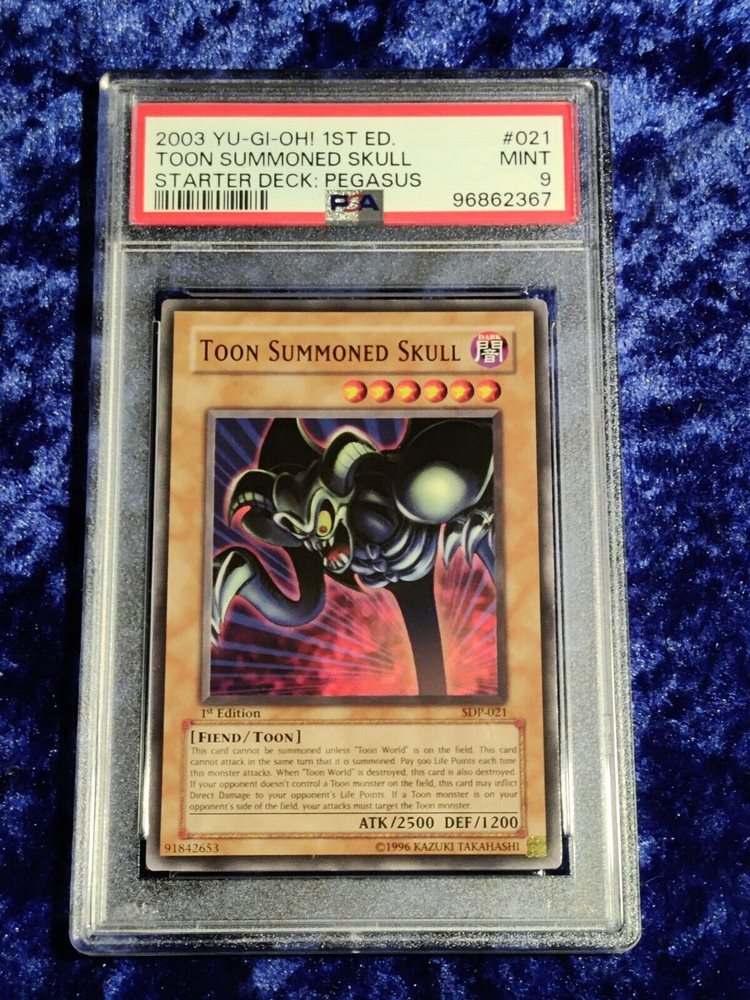 2003 YU-GI-OH! 1ST ED. #021
TOON SUMMONED SKULL MINT
STARTER DECK: PEGASUS 9
PSA 96862367
TOON SUMMONED SKULL
DARK
闇
1st Edition SDP-021
[FIEND/TOON]
This card cannot be summoned unless "Toon World" is on the field. This card
cannot attack in the same turn that it is summoned. Pay 500 Life Points each time
this monster attacks. When "Toon World" is destroyed, this card is also destroyed.
If your opponent doesn't control a Toon monster on the field, this card may inflict
Direct Damage to your opponent's Life Points. If a Toon monster is on your
opponent's side of the field, your attacks must target the Toon monster.
ATK/2500 DEF/1200
91842653 ©1996 KAZUKI TAKAHASHI